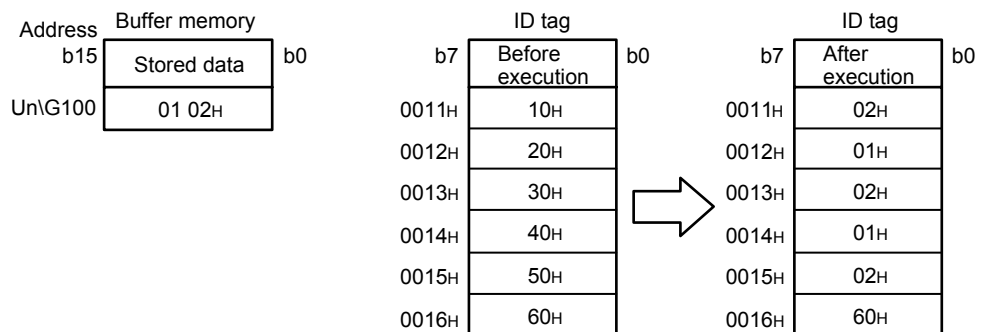 Address Buffer memory
b15 Stored data b0
Un\G100 01 02H
ID tag
b7 Before execution b0
0011H 10H
0012H 20H
0013H 30H
0014H 40H
0015H 50H
0016H 60H
ID tag
b7 After execution b0
0011H 02H
0012H 01H
0013H 02H
0014H 01H
0015H 02H
0016H 60H